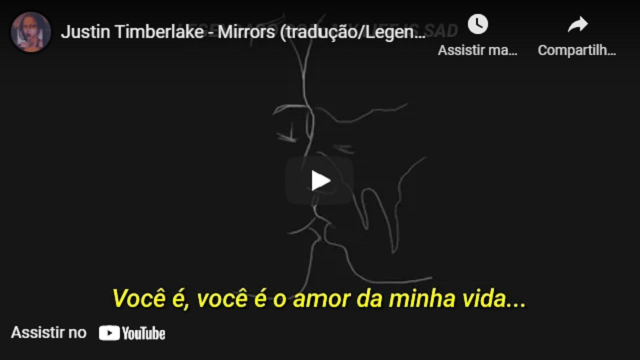 Justin Timberlake - Mirrors (tradução/Legen...
Assistir ma...
Compartilh...
Você é, você é o amor da minha vida...
Assistir no YouTube